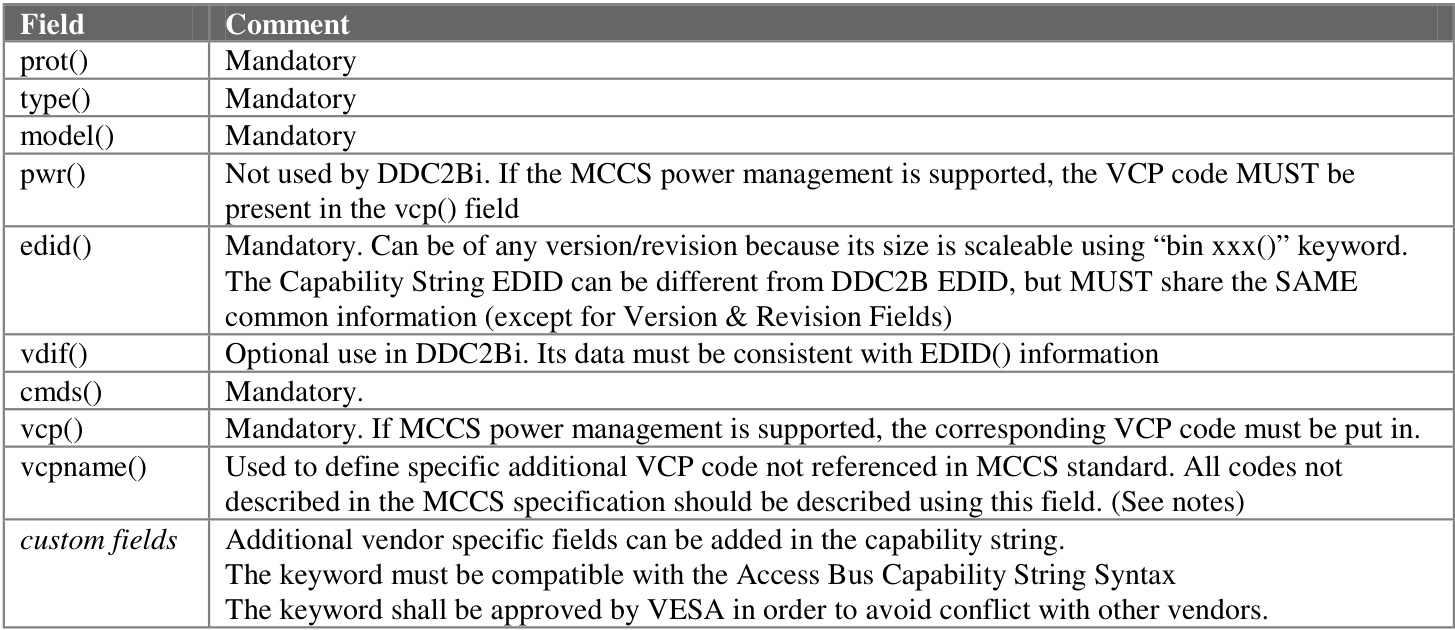 Field Comment
prot() Mandatory
type() Mandatory
model() Mandatory
pwr() Not used by DDC2Bi. If the MCCS power management is supported, the VCP code MUST be
present in the vcp() field
edid() Mandatory. Can be of any version/revision because its size is scaleable using “bin xxx()” keyword.
The Capability String EDID can be different from DDC2B EDID, but MUST share the SAME
common information (except for Version & Revision Fields)
vdif() Optional use in DDC2Bi. Its data must be consistent with EDID() information
cmds() Mandatory.
vcp() Mandatory. If MCCS power management is supported, the corresponding VCP code must be put in.
vcpname() Used to define specific additional VCP code not referenced in MCCS standard. All codes not
described in the MCCS specification should be described using this field. (See notes)
custom fields Additional vendor specific fields can be added in the capability string.
The keyword must be compatible with the Access Bus Capability String Syntax
The keyword shall be approved by VESA in order to avoid conflict with other vendors.